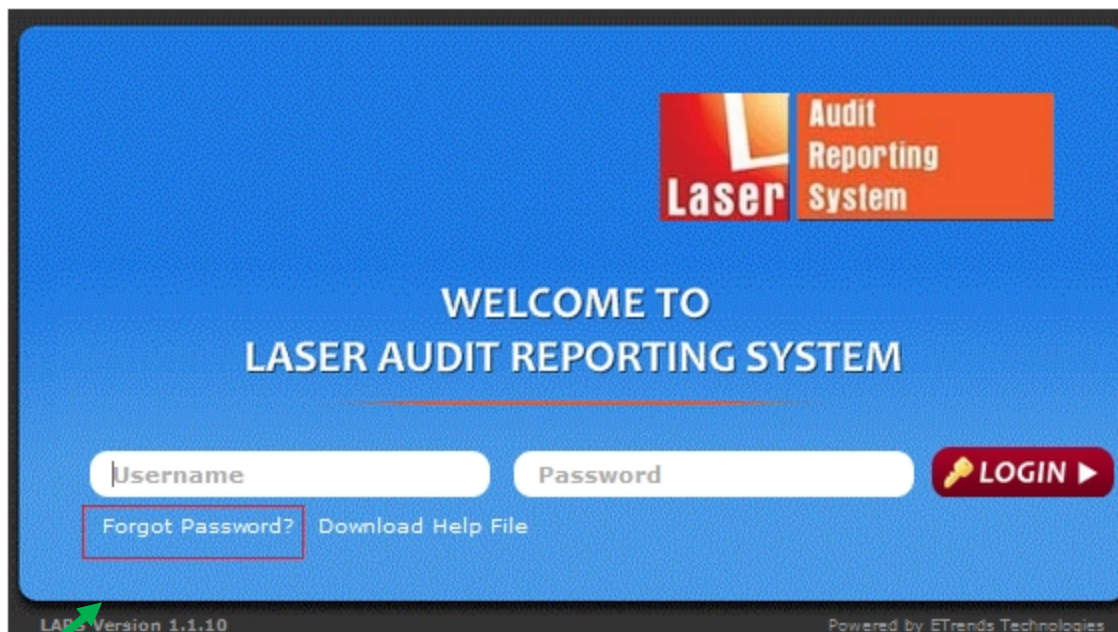 Audit
Reporting
Laser System
WELCOME TO
LASER AUDIT REPORTING SYSTEM
Username Password LOGIN
Forgot Password? Download Help File
Version 1.1.10 Powered by ETrends Technologies